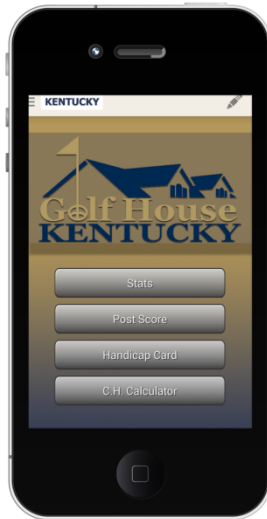 KENTUCKY
Golf House
KENTUCKY
Stats
Post Score
Handicap Card
C.H. Calculator